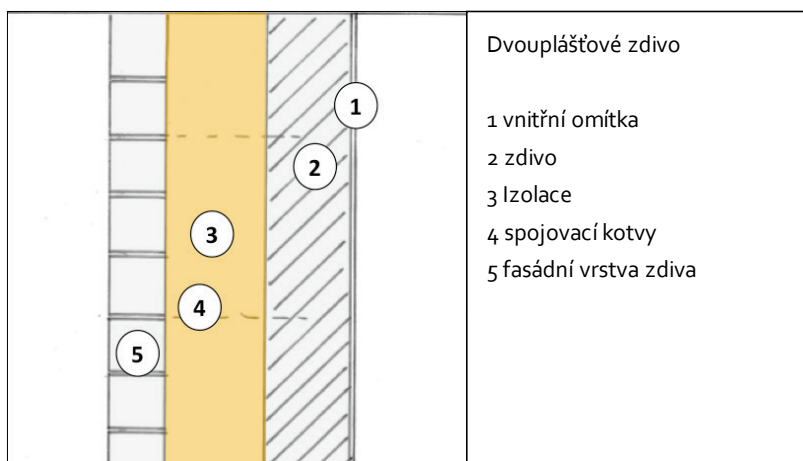 Dvouplášťové zdivo
1 vnitřní omítka
2 zdivo
3 Izolace
4 spojovací kotvy
5 fasádní vrstva zdiva
1
2
3
4
5